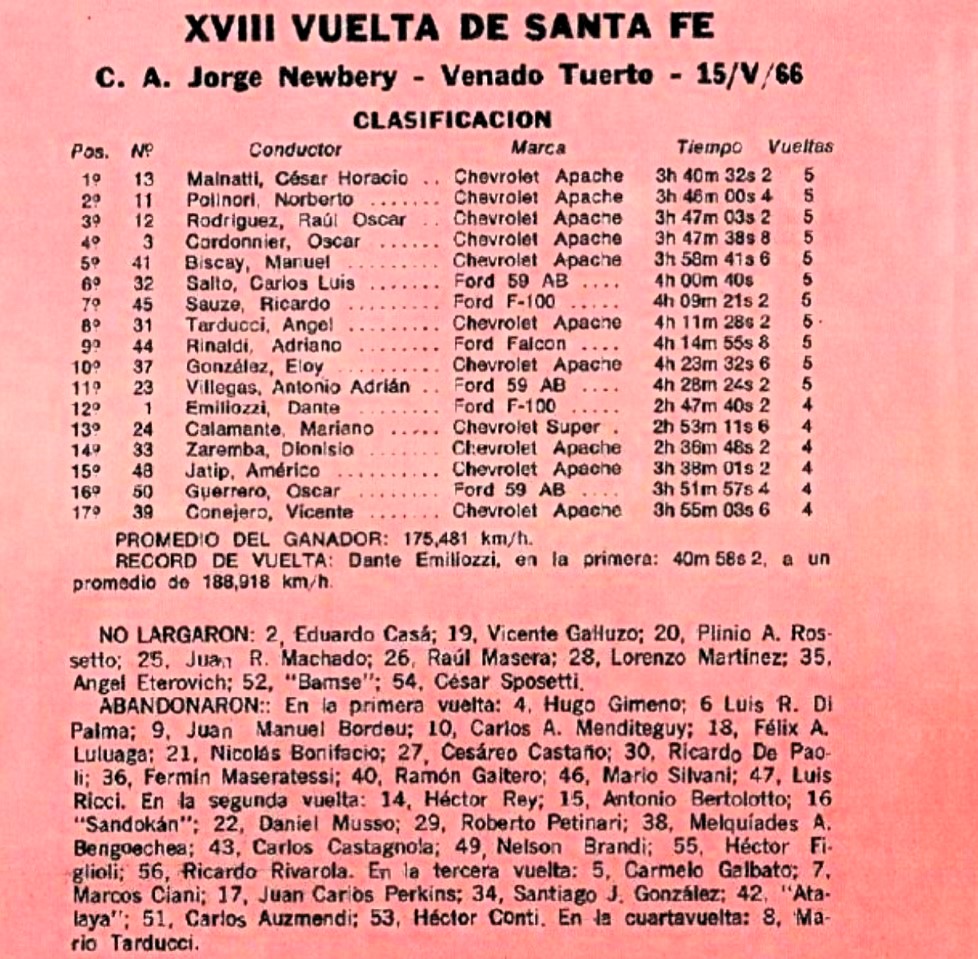 XVIII VUELTA DE SANTA FE
C. A. Jorge Newbery - Venado Tuerto - 15/V/66
CLASIFICACION
Pos. Nº Conductor Marca Tiempo Vueltas
1º 13 Malnatti, César Horacio .. Chevrolet Apache 3h 40m 32s 2 5
2º 11 Polinori, Norberto ....... Chevrolet Apache 3h 46m 00s 4 5
3º 12 Rodríguez, Raúl Oscar .. Chevrolet Apache 3h 47m 03s 2 5
4º 3 Cordonnier, Oscar ...... Chevrolet Apache 3h 47m 38s 8 5
5º 41 Biscay, Manuel ......... Chevrolet Apache 3h 58m 41s 6 5
6º 32 Salto, Carlos Luis ....... Ford 59 AB .... 4h 00m 40s 5
7º 45 Sauze, Ricardo ......... Ford F-100 ..... 4h 09m 21s 2 5
8º 31 Tarducci, Angel ........ Chevrolet Apache 4h 11m 28s 2 5
9º 44 Rinaldi, Adriano ........ Ford Falcon .... 4h 14m 55s 8 5
10º 37 González, Eloy ......... Chevrolet Apache 4h 23m 32s 6 5
11º 23 Villegas, Antonio Adrián .. Ford 59 AB .... 4h 28m 24s 2 5
12º 1 Emiliozzi, Dante ........ Ford F-100 ..... 2h 47m 40s 2 4
13º 24 Calamante, Mariano ..... Chevrolet Super . 2h 53m 11s 6 4
14º 33 Zaremba, Dionisio ...... Chevrolet Apache 2h 36m 48s 2 4
15º 48 Jatip, Américo ......... Chevrolet Apache 3h 38m 01s 2 4
16º 50 Guerrero, Oscar ........ Ford 59 AB .... 3h 51m 57s 4 4
17º 39 Conejero, Vicente ....... Chevrolet Apache 3h 55m 03s 6 4
PROMEDIO DEL GANADOR: 175,481 km/h.
RECORD DE VUELTA: Dante Emiliozzi, en la primera: 40m 58s 2, a un
promedio de 188,918 km/h.
NO LARGARON: 2, Eduardo Casá; 19, Vicente Galluzo; 20, Plinio A. Ros-
setto; 25, Juan R. Machado; 26, Raúl Masera; 28, Lorenzo Martínez; 35,
Angel Eterovich; 52, "Bamse"; 54, César Sposetti.
ABANDONARON:: En la primera vuelta: 4, Hugo Gimeno; 6 Luis R. Di
Palma; 9, Juan Manuel Bordeu; 10, Carlos A. Menditeguy; 18, Félix A.
Luluaga; 21, Nicolás Bonifacio; 27, Cesáreo Castaño; 30, Ricardo De Pao-
li; 36, Fermín Maseratessi; 40, Ramón Gaitero; 46, Mario Silvani; 47, Luis
Ricci. En la segunda vuelta: 14, Héctor Rey; 15, Antonio Bertolotto; 16
"Sandokán"; 22, Daniel Musso; 29, Roberto Petinari; 38, Melquíades A.
Bengoechea; 43, Carlos Castagnola; 49, Nelson Brandi; 55, Héctor Fi-
glioli; 56, Ricardo Rivarola. En la tercera vuelta: 5, Carmelo Galbato; 7,
Marcos Ciani; 17, Juan Carlos Perkins; 34, Santiago J. González; 42, "Ata-
laya"; 51, Carlos Auzmendi; 53, Héctor Conti. En la cuartavuelta: 8, Ma-
rio Tarducci.